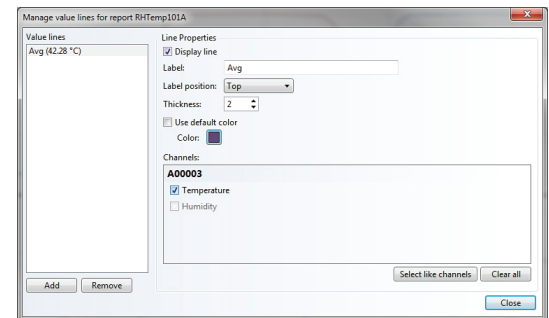 Manage value lines for report RHTemp101A
Value lines
Avg (42.28 °C)
Add
Remove
Line Properties
Display line
Label:
Avg
Label position:
Top
Thickness:
2
Use default color
Color:
Channels:
A00003
Temperature
Humidity
Select like channels
Clear all
Close